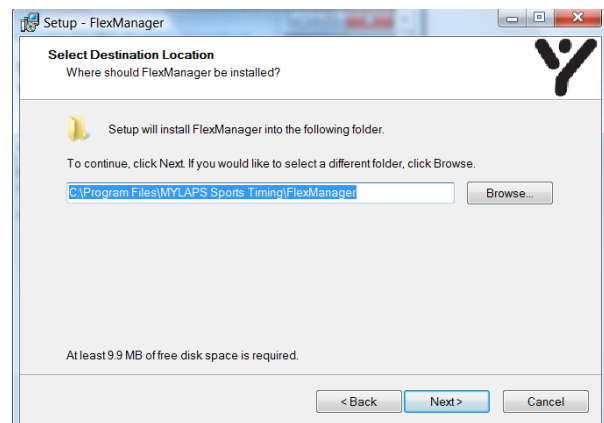 Setup - FlexManager
Select Destination Location
Where should FlexManager be installed?
Setup will install FlexManager into the following folder.
To continue, click Next. If you would like to select a different folder, click Browse.
C:\Program Files\MYLAPS Sports Timing\FlexManager
Browse...
At least 9.9 MB of free disk space is required.
< Back Next > Cancel